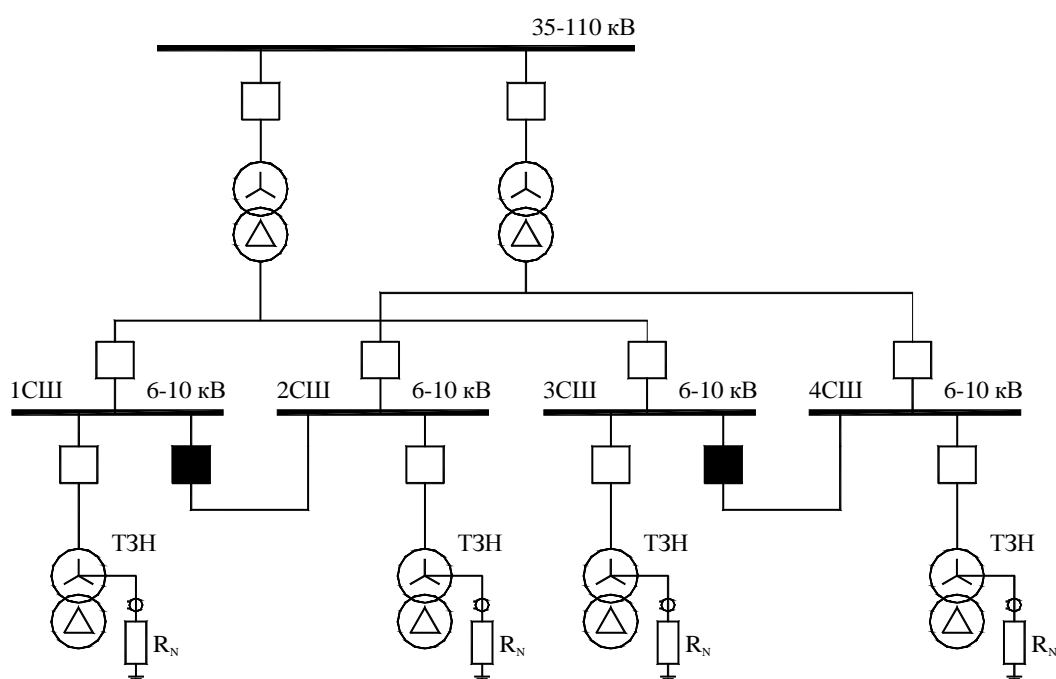 35-110 кВ
1СШ 6-10 кВ 2СШ 6-10 кВ 3СШ 6-10 кВ 4СШ 6-10 кВ
ТЗН ТЗН ТЗН ТЗН
R_N R_N R_N R_N